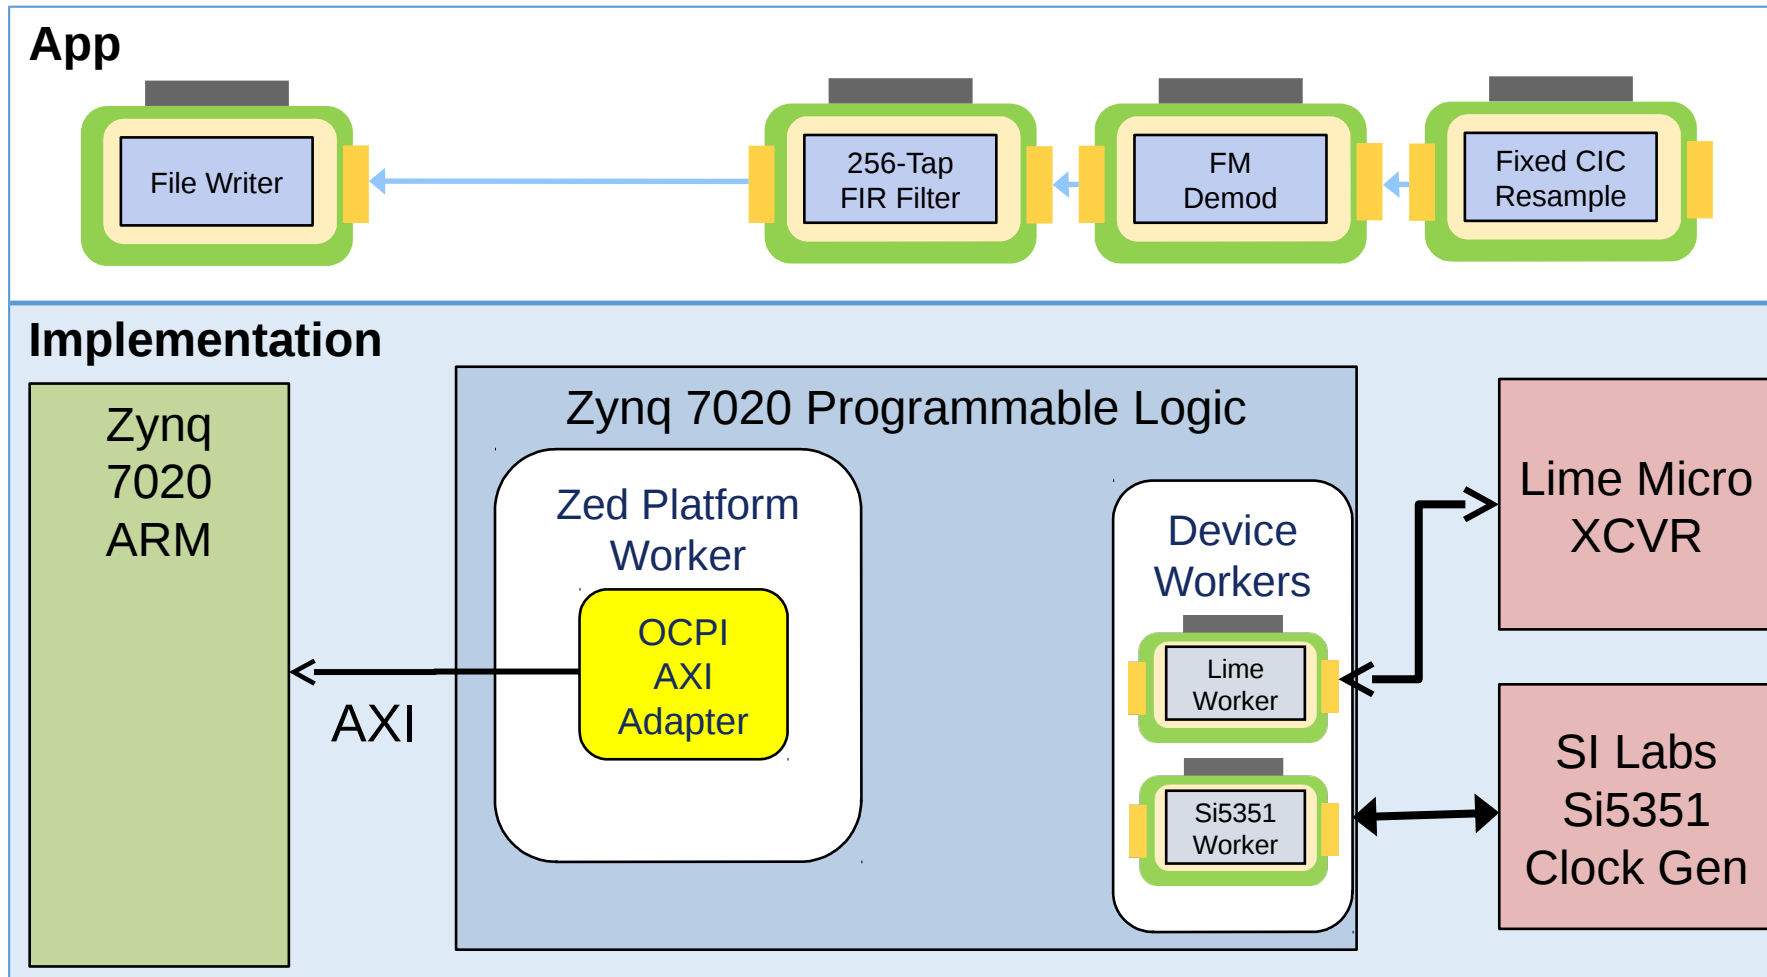 App
File Writer
256-Tap
FIR Filter
FM
Demod
Fixed CIC
Resample
Implementation
Zynq
7020
ARM
AXI
Zynq 7020 Programmable Logic
Zed Platform
Worker
OCPI
AXI
Adapter
Device
Workers
Lime
Worker
Si5351
Worker
Lime Micro
XCVR
SI Labs
Si5351
Clock Gen